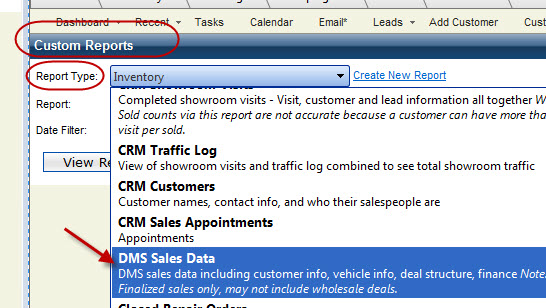 Dashboard Recent Tasks Calendar Email* Leads Add Customer Cust
Custom Reports
Report Type: Inventory Create New Report
Completed showroom visits - Visit, customer and lead information all together W
Sold counts via this report are not accurate because a customer can have more tha
visit per sold.
Report:
CRM Traffic Log
Date Filter:
View of showroom visits and traffic log combined to see total showroom traffic
View Re
CRM Customers
Customer names, contact info, and who their salespeople are
CRM Sales Appointments
Appointments
DMS Sales Data
DMS sales data including customer info, vehicle info, deal structure, finance Note:
Finalized sales only, may not include wholesale deals.